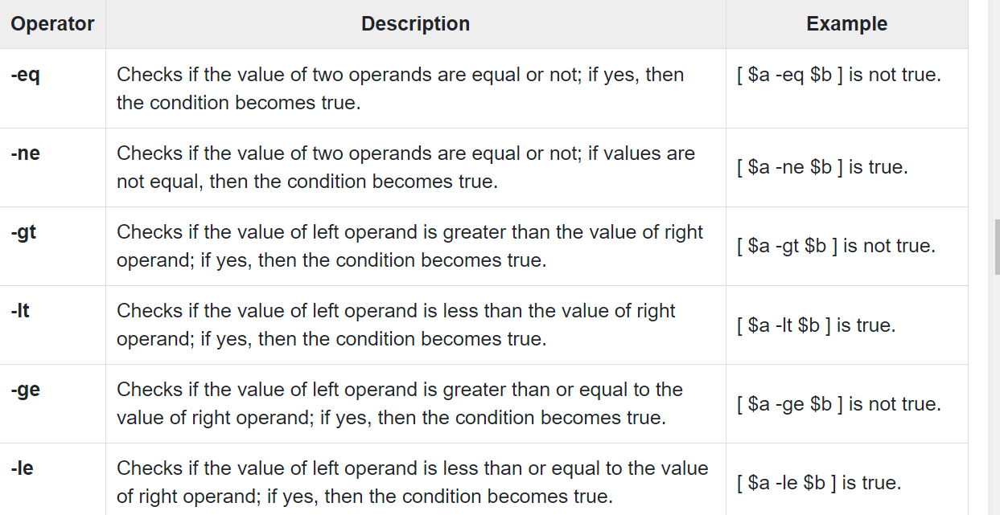 Operator Description Example
-eq Checks if the value of two operands are equal or not; if yes, then [ $a -eq $b ] is not true.
the condition becomes true.
-ne Checks if the value of two operands are equal or not; if values are
not equal, then the condition becomes true. [ $a -ne $b ] is true.
-gt Checks if the value of left operand is greater than the value of right
operand; if yes, then the condition becomes true. [ $a -gt $b ] is not true.
-lt Checks if the value of left operand is less than the value of right
operand; if yes, then the condition becomes true. [ $a -lt $b ] is true.
-ge Checks if the value of left operand is greater than or equal to the
value of right operand; if yes, then the condition becomes true. [ $a -ge $b ] is not true.
-le Checks if the value of left operand is less than or equal to the value
of right operand; if yes, then the condition becomes true. [ $a -le $b ] is true.